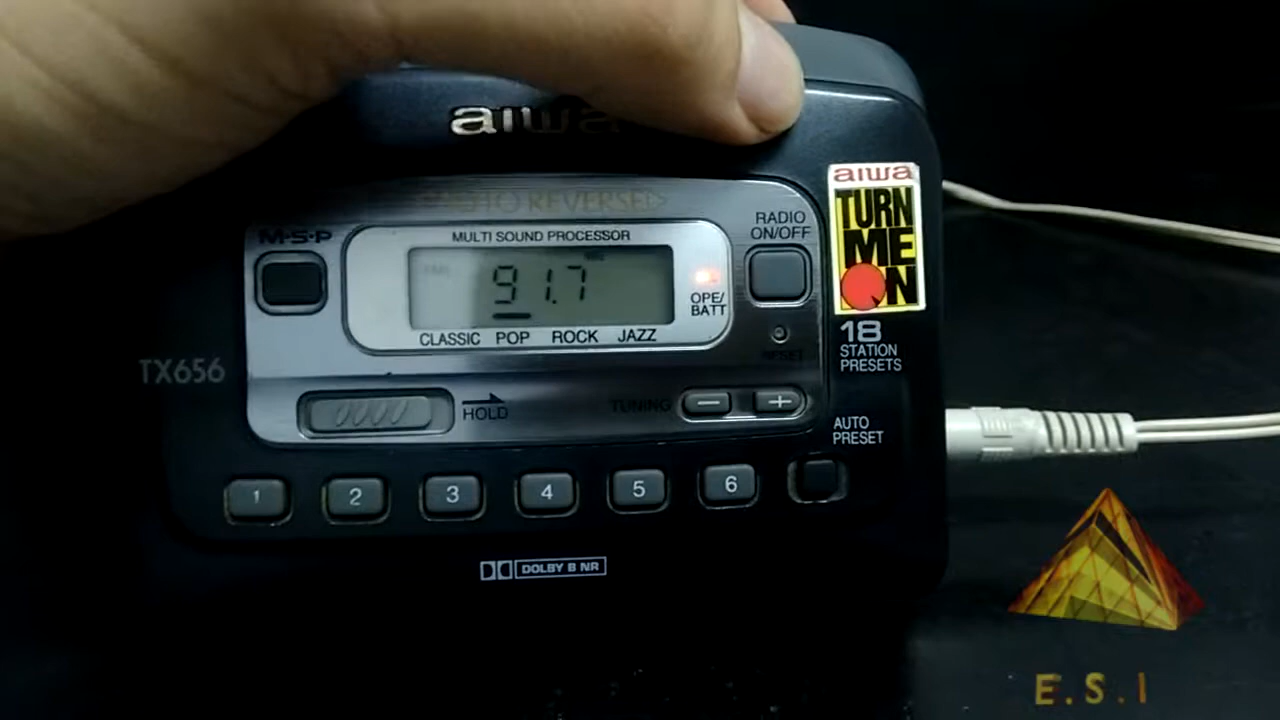 aiwa
AUTO REVERSE
M·S·P
MULTI SOUND PROCESSOR
91.7
CLASSIC POP ROCK JAZZ
OPE/
BATT
RADIO
ON/OFF
RESET
aiwa
TURN
ME
ON
18
STATION
PRESETS
TX656
HOLD
TUNING
− +
AUTO
PRESET
1 2 3 4 5 6
DOLBY B NR
E.S.I